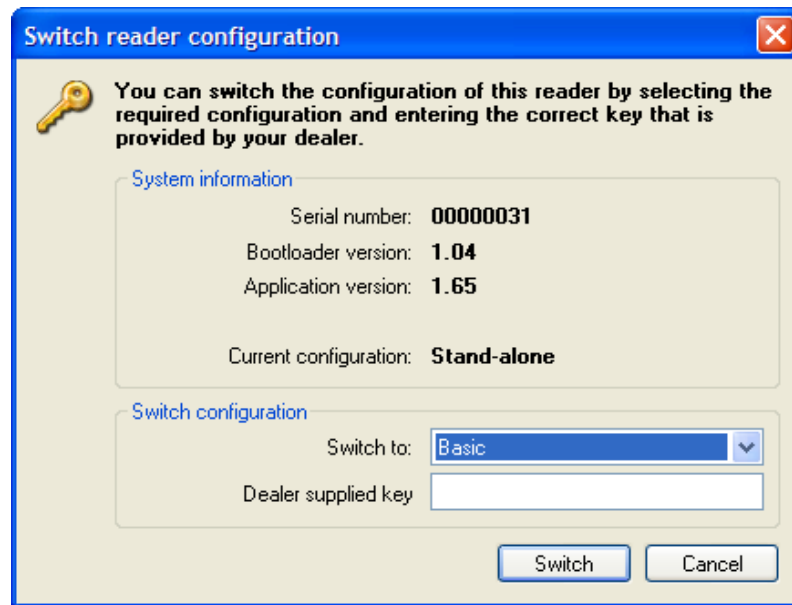 Switch reader configuration
You can switch the configuration of this reader by selecting the
required configuration and entering the correct key that is
provided by your dealer.
System information
Serial number: 00000031
Bootloader version: 1.04
Application version: 1.65
Current configuration: Stand-alone
Switch configuration
Switch to: Basic
Dealer supplied key
Switch Cancel